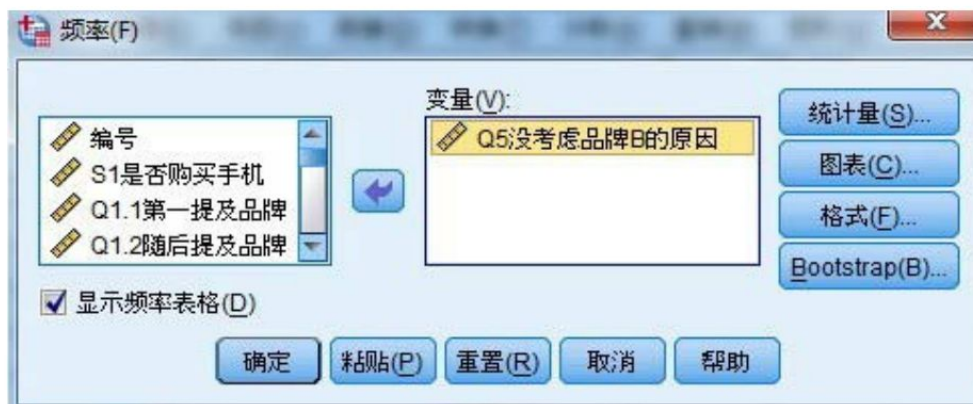 频率(F)
变量(V):
编号
S1是否购买手机
Q1.1第一提及品牌
Q1.2随后提及品牌
Q5没考虑品牌B的原因
统计量(S)...
图表(C)...
格式(F)...
Bootstrap(B)...
显示频率表格(D)
确定 粘贴(P) 重置(R) 取消 帮助